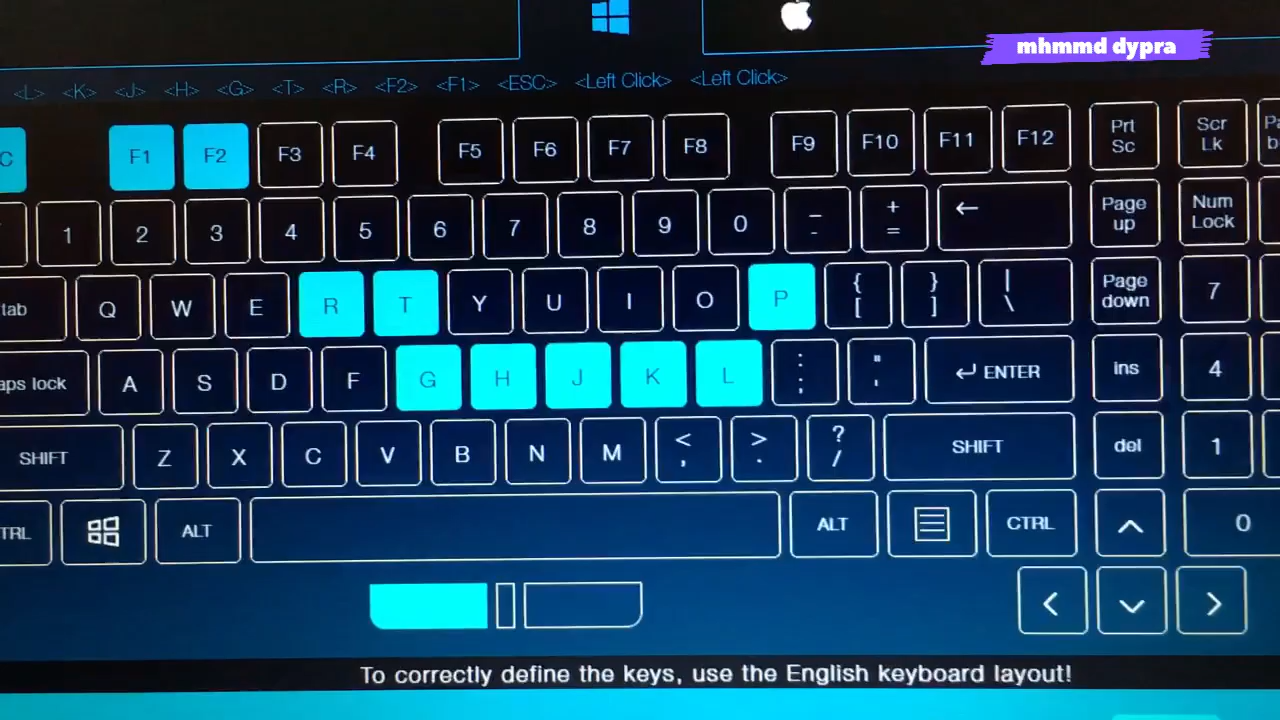 mhmmd dypra
<L> <K> <J> <H> <G> <T> <R> <F2> <F1> <ESC> <Left Click> <Left Click>
C F1 F2 F3 F4 F5 F6 F7 F8 F9 F10 F11 F12 Prt Sc Scr Lk
1 2 3 4 5 6 7 8 9 0 _ - + = ← Page up Num Lock
tab Q W E R T Y U I O P { [ } ] | \ Page down 7
aps lock A S D F G H J K L : ; " ' ↵ ENTER ins 4
SHIFT Z X C V B N M < , > . ? / SHIFT del 1
TRL ALT ALT CTRL 0
To correctly define the keys, use the English keyboard layout!